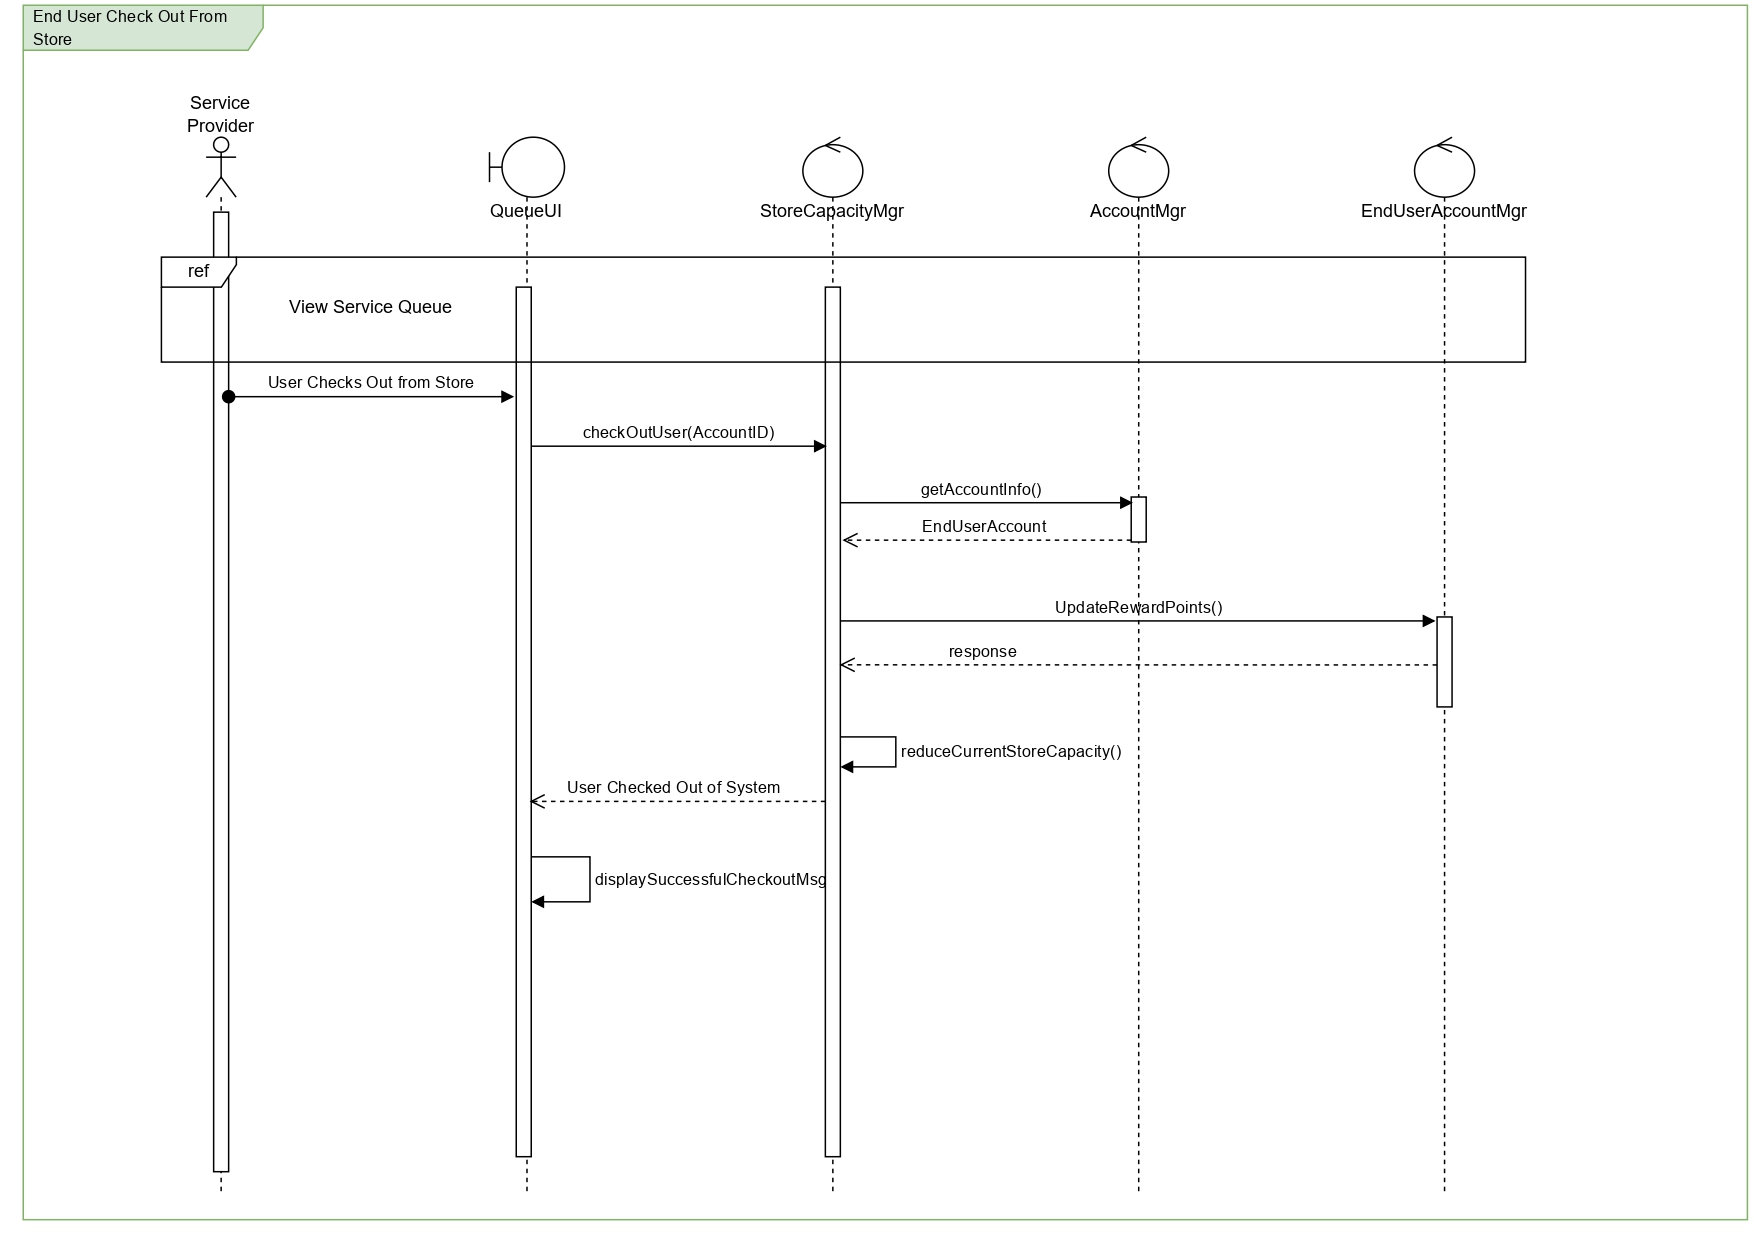 End User Check Out From
Store
Service
Provider
QueueUI
StoreCapacityMgr
AccountMgr
EndUserAccountMgr
ref
View Service Queue
User Checks Out from Store
checkOutUser(AccountID)
getAccountInfo()
EndUserAccount
UpdateRewardPoints()
response
reduceCurrentStoreCapacity()
User Checked Out of System
displaySuccessfulCheckoutMsg